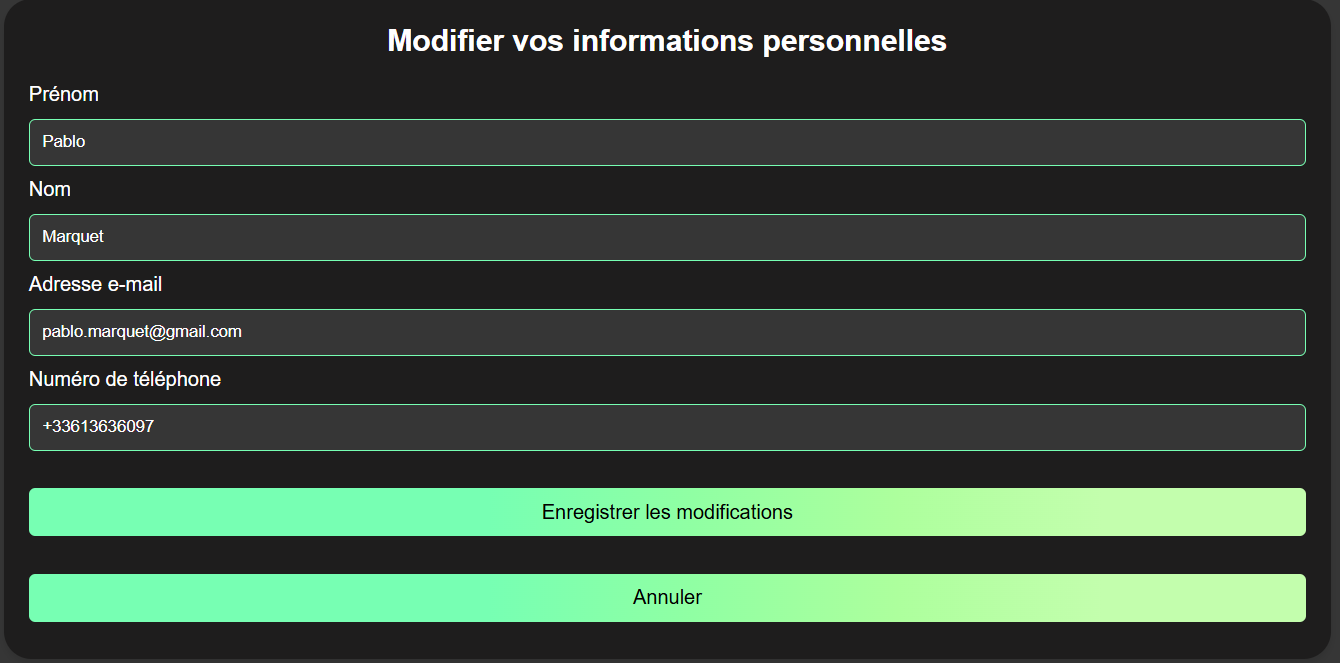 Modifier vos informations personnelles
Prénom
Pablo
Nom
Marquet
Adresse e-mail
pablo.marquet@gmail.com
Numéro de téléphone
+33613636097
Enregistrer les modifications
Annuler